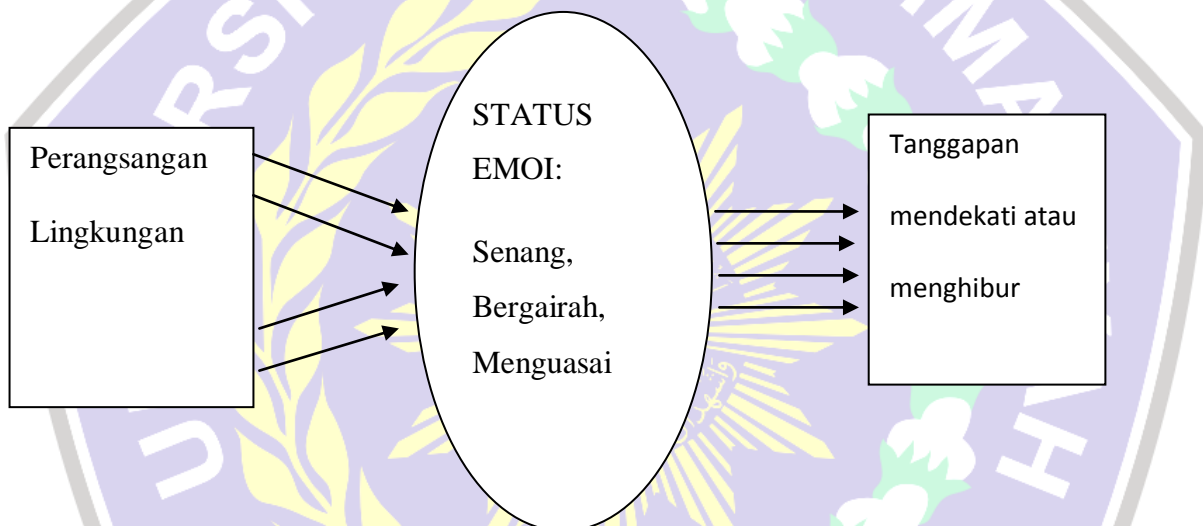 Perangsangan
Lingkungan
STATUS
EMOI:
Senang,
Bergairah,
Menguasai
Tanggapan
mendekati atau
menghibur